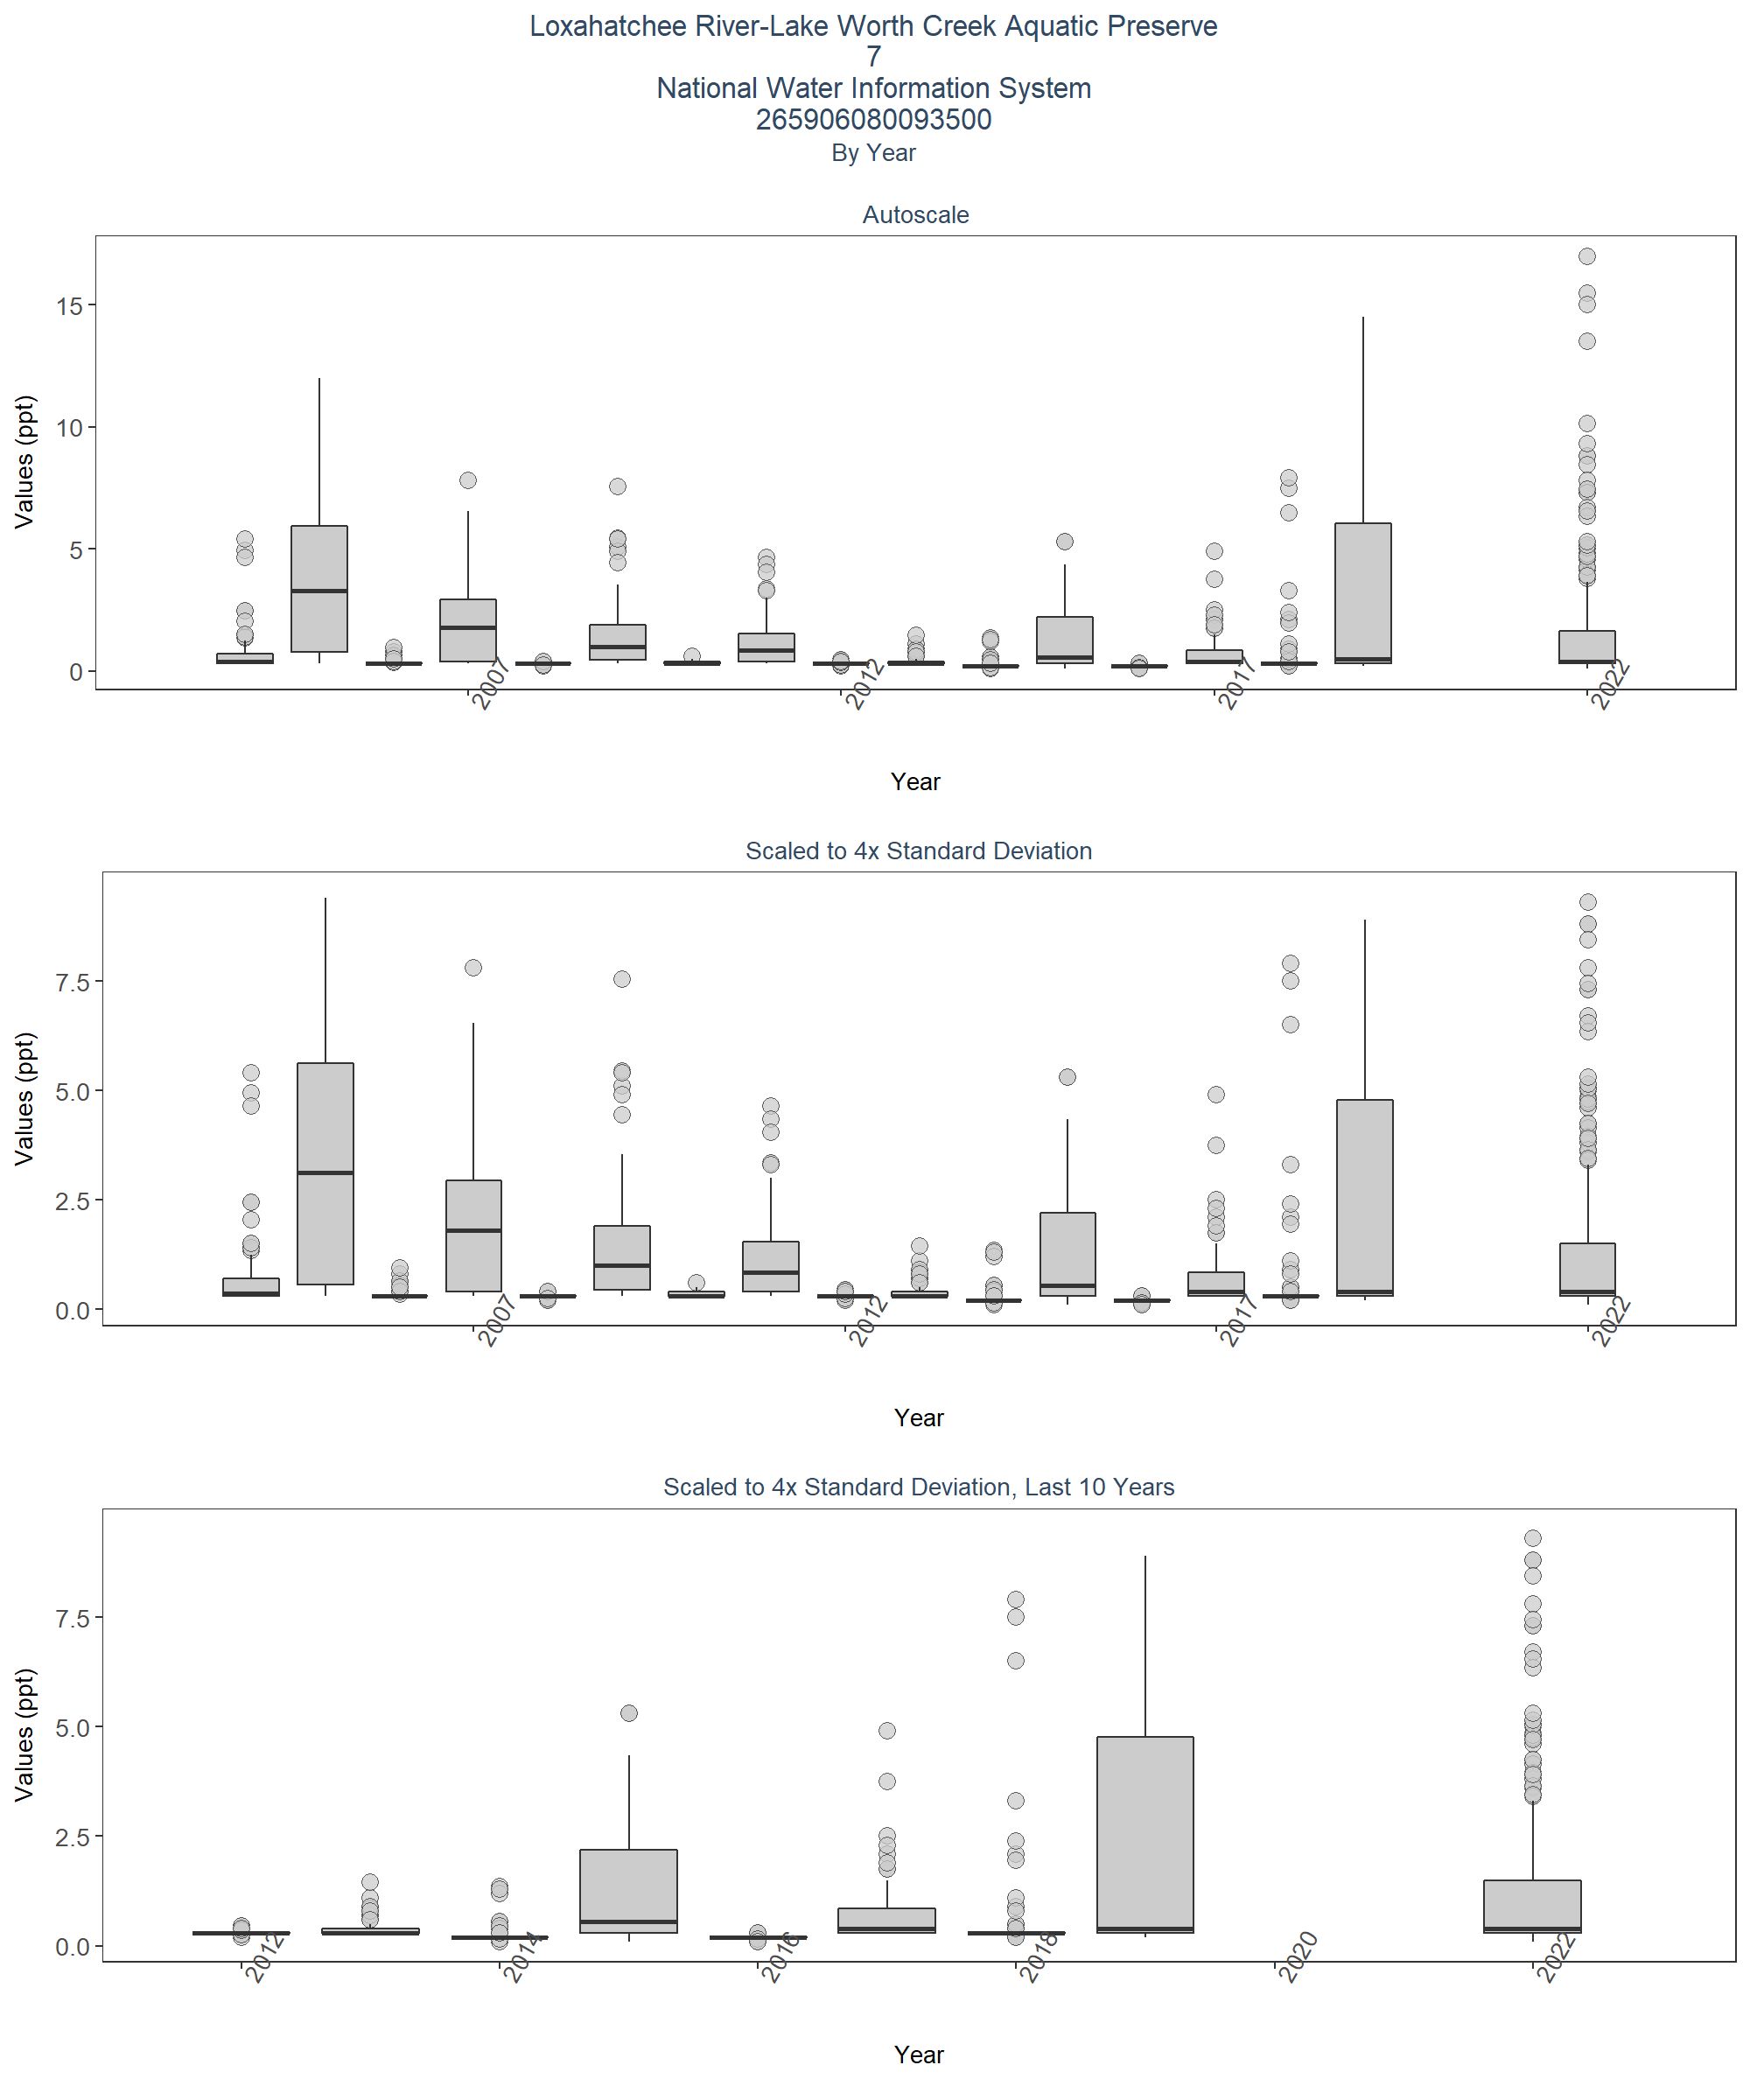 Loxahatchee River-Lake Worth Creek Aquatic Preserve
7
National Water Information System
265906080093500
By Year
Autoscale
Values (ppt)
15
10
5
0
2007
2012
2017
2022
Year
Scaled to 4x Standard Deviation
Values (ppt)
7.5
5.0
2.5
0.0
2007
2012
2017
2022
Year
Scaled to 4x Standard Deviation, Last 10 Years
Values (ppt)
7.5
5.0
2.5
0.0
2012
2014
2016
2018
2020
2022
Year